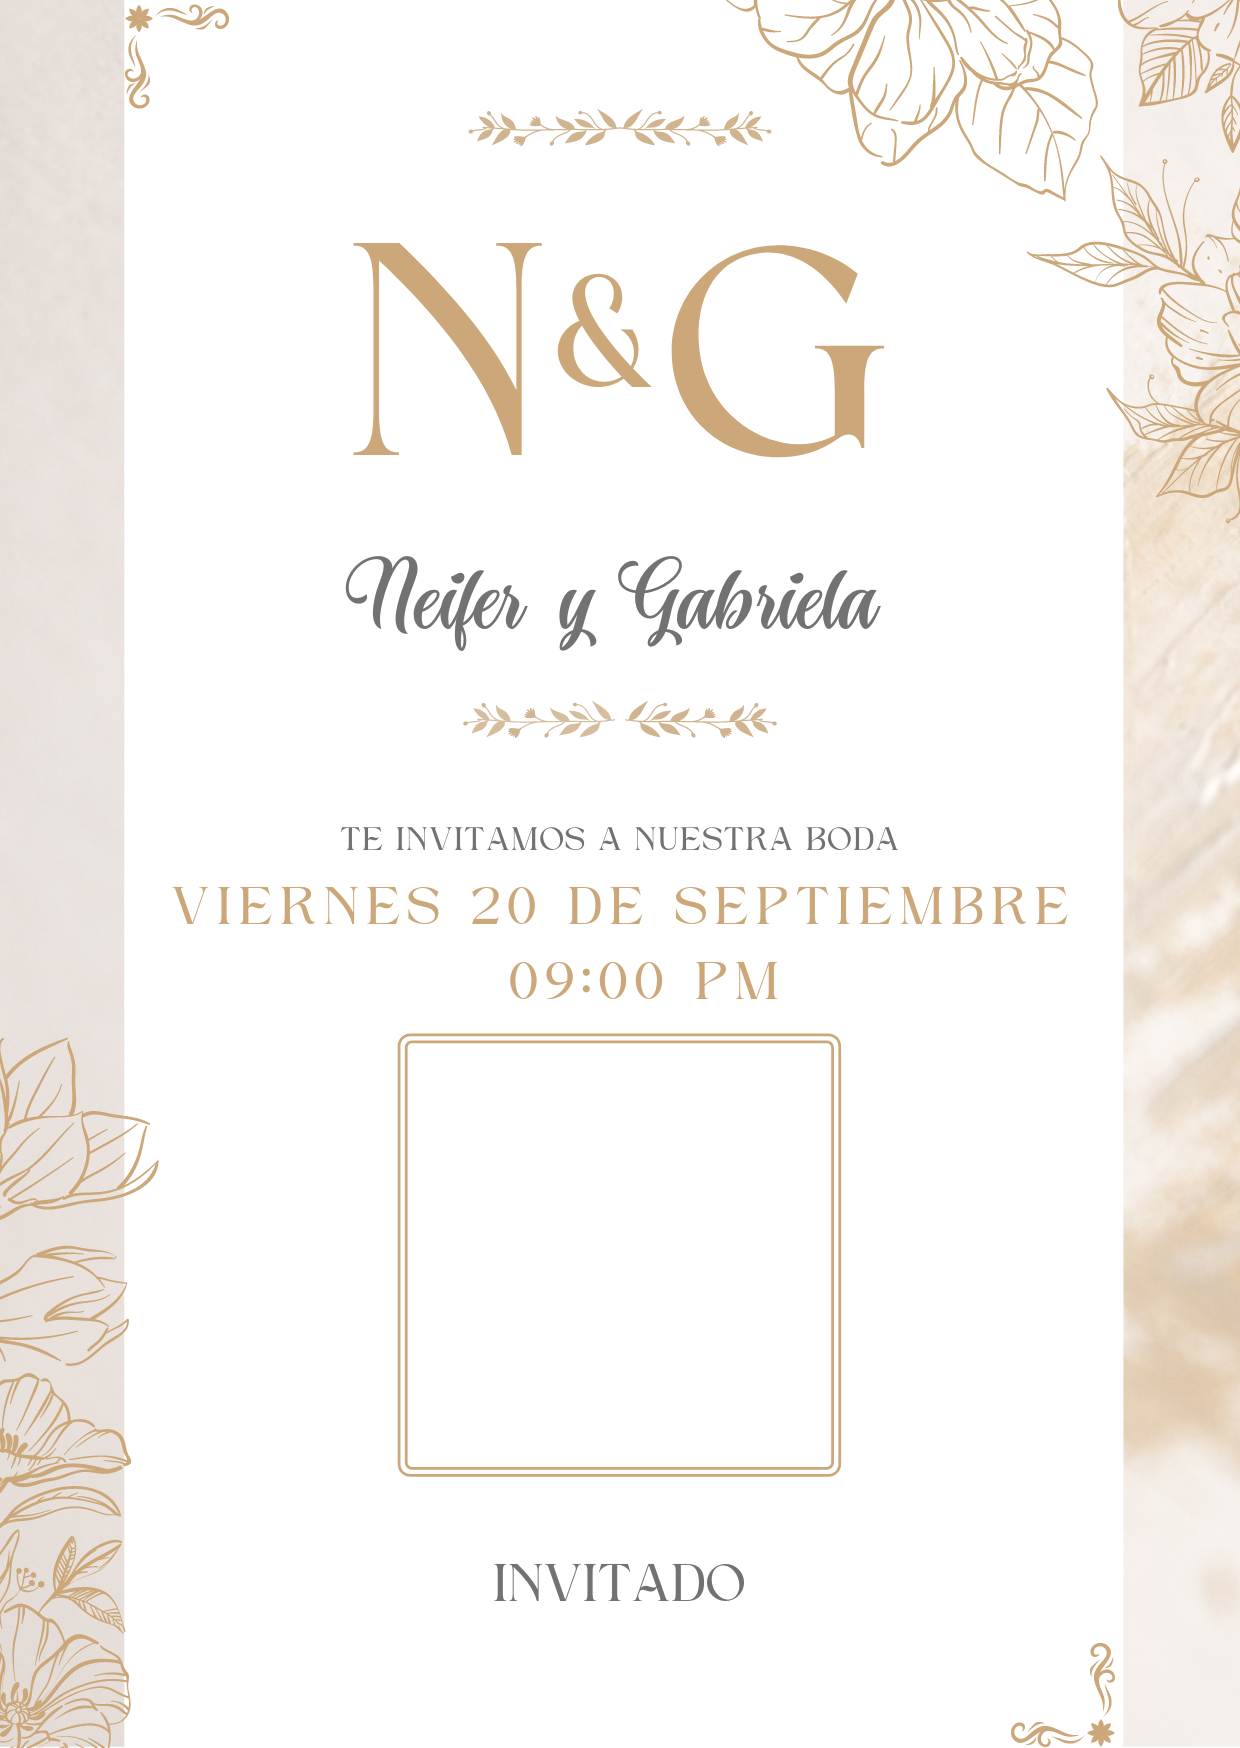 N&G
Neifer y Gabriela
TE INVITAMOS A NUESTRA BODA
VIERNES 20 DE SEPTIEMBRE
09:00 PM
INVITADO